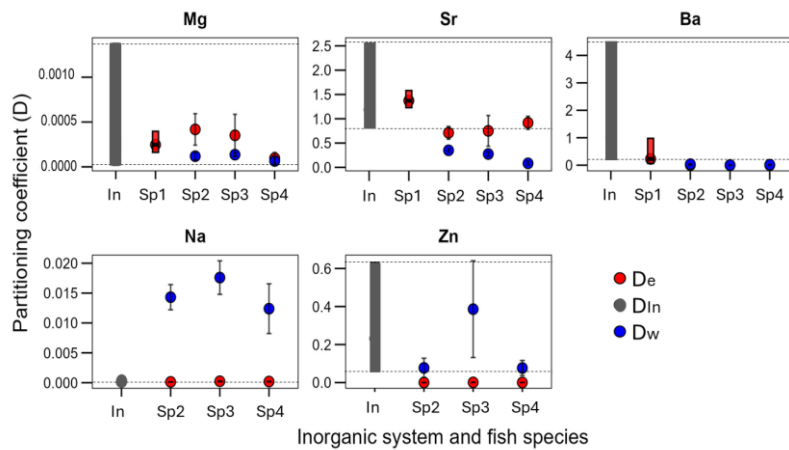 Mg
Sr
Ba
0.0010
0.0005
0.0000
2.5
2.0
1.5
1.0
0.5
0.0
4
3
2
1
0
In Sp1 Sp2 Sp3 Sp4
In Sp1 Sp2 Sp3 Sp4
In Sp1 Sp2 Sp3 Sp4
Partitioning coefficient (D)
Na
Zn
0.020
0.015
0.010
0.005
0.000
0.6
0.4
0.2
0.0
In Sp2 Sp3 Sp4
In Sp2 Sp3 Sp4
De
DIn
Dw
Inorganic system and fish species